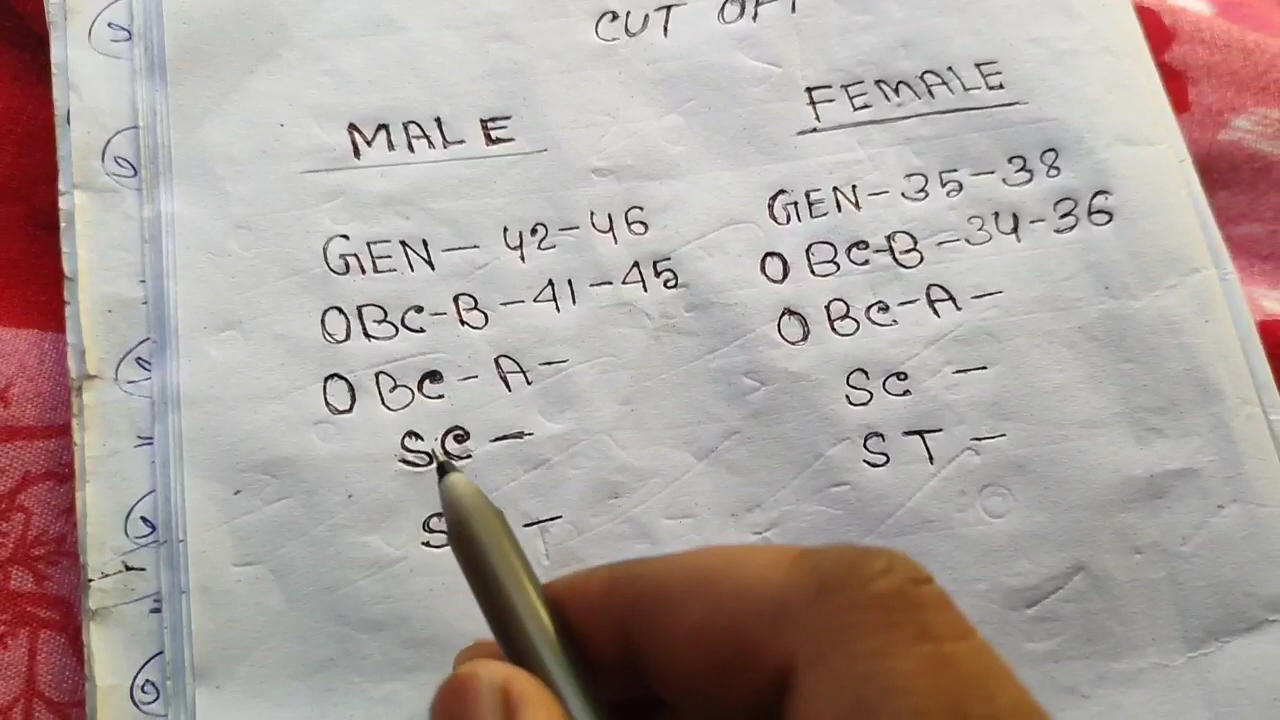 CUT OFF
MALE
GEN - 42-46
OBC-B - 41-45
OBC-A -
SC -
S -
FEMALE
GEN - 35-38
OBC-B - 34-36
OBC-A -
SC -
ST -